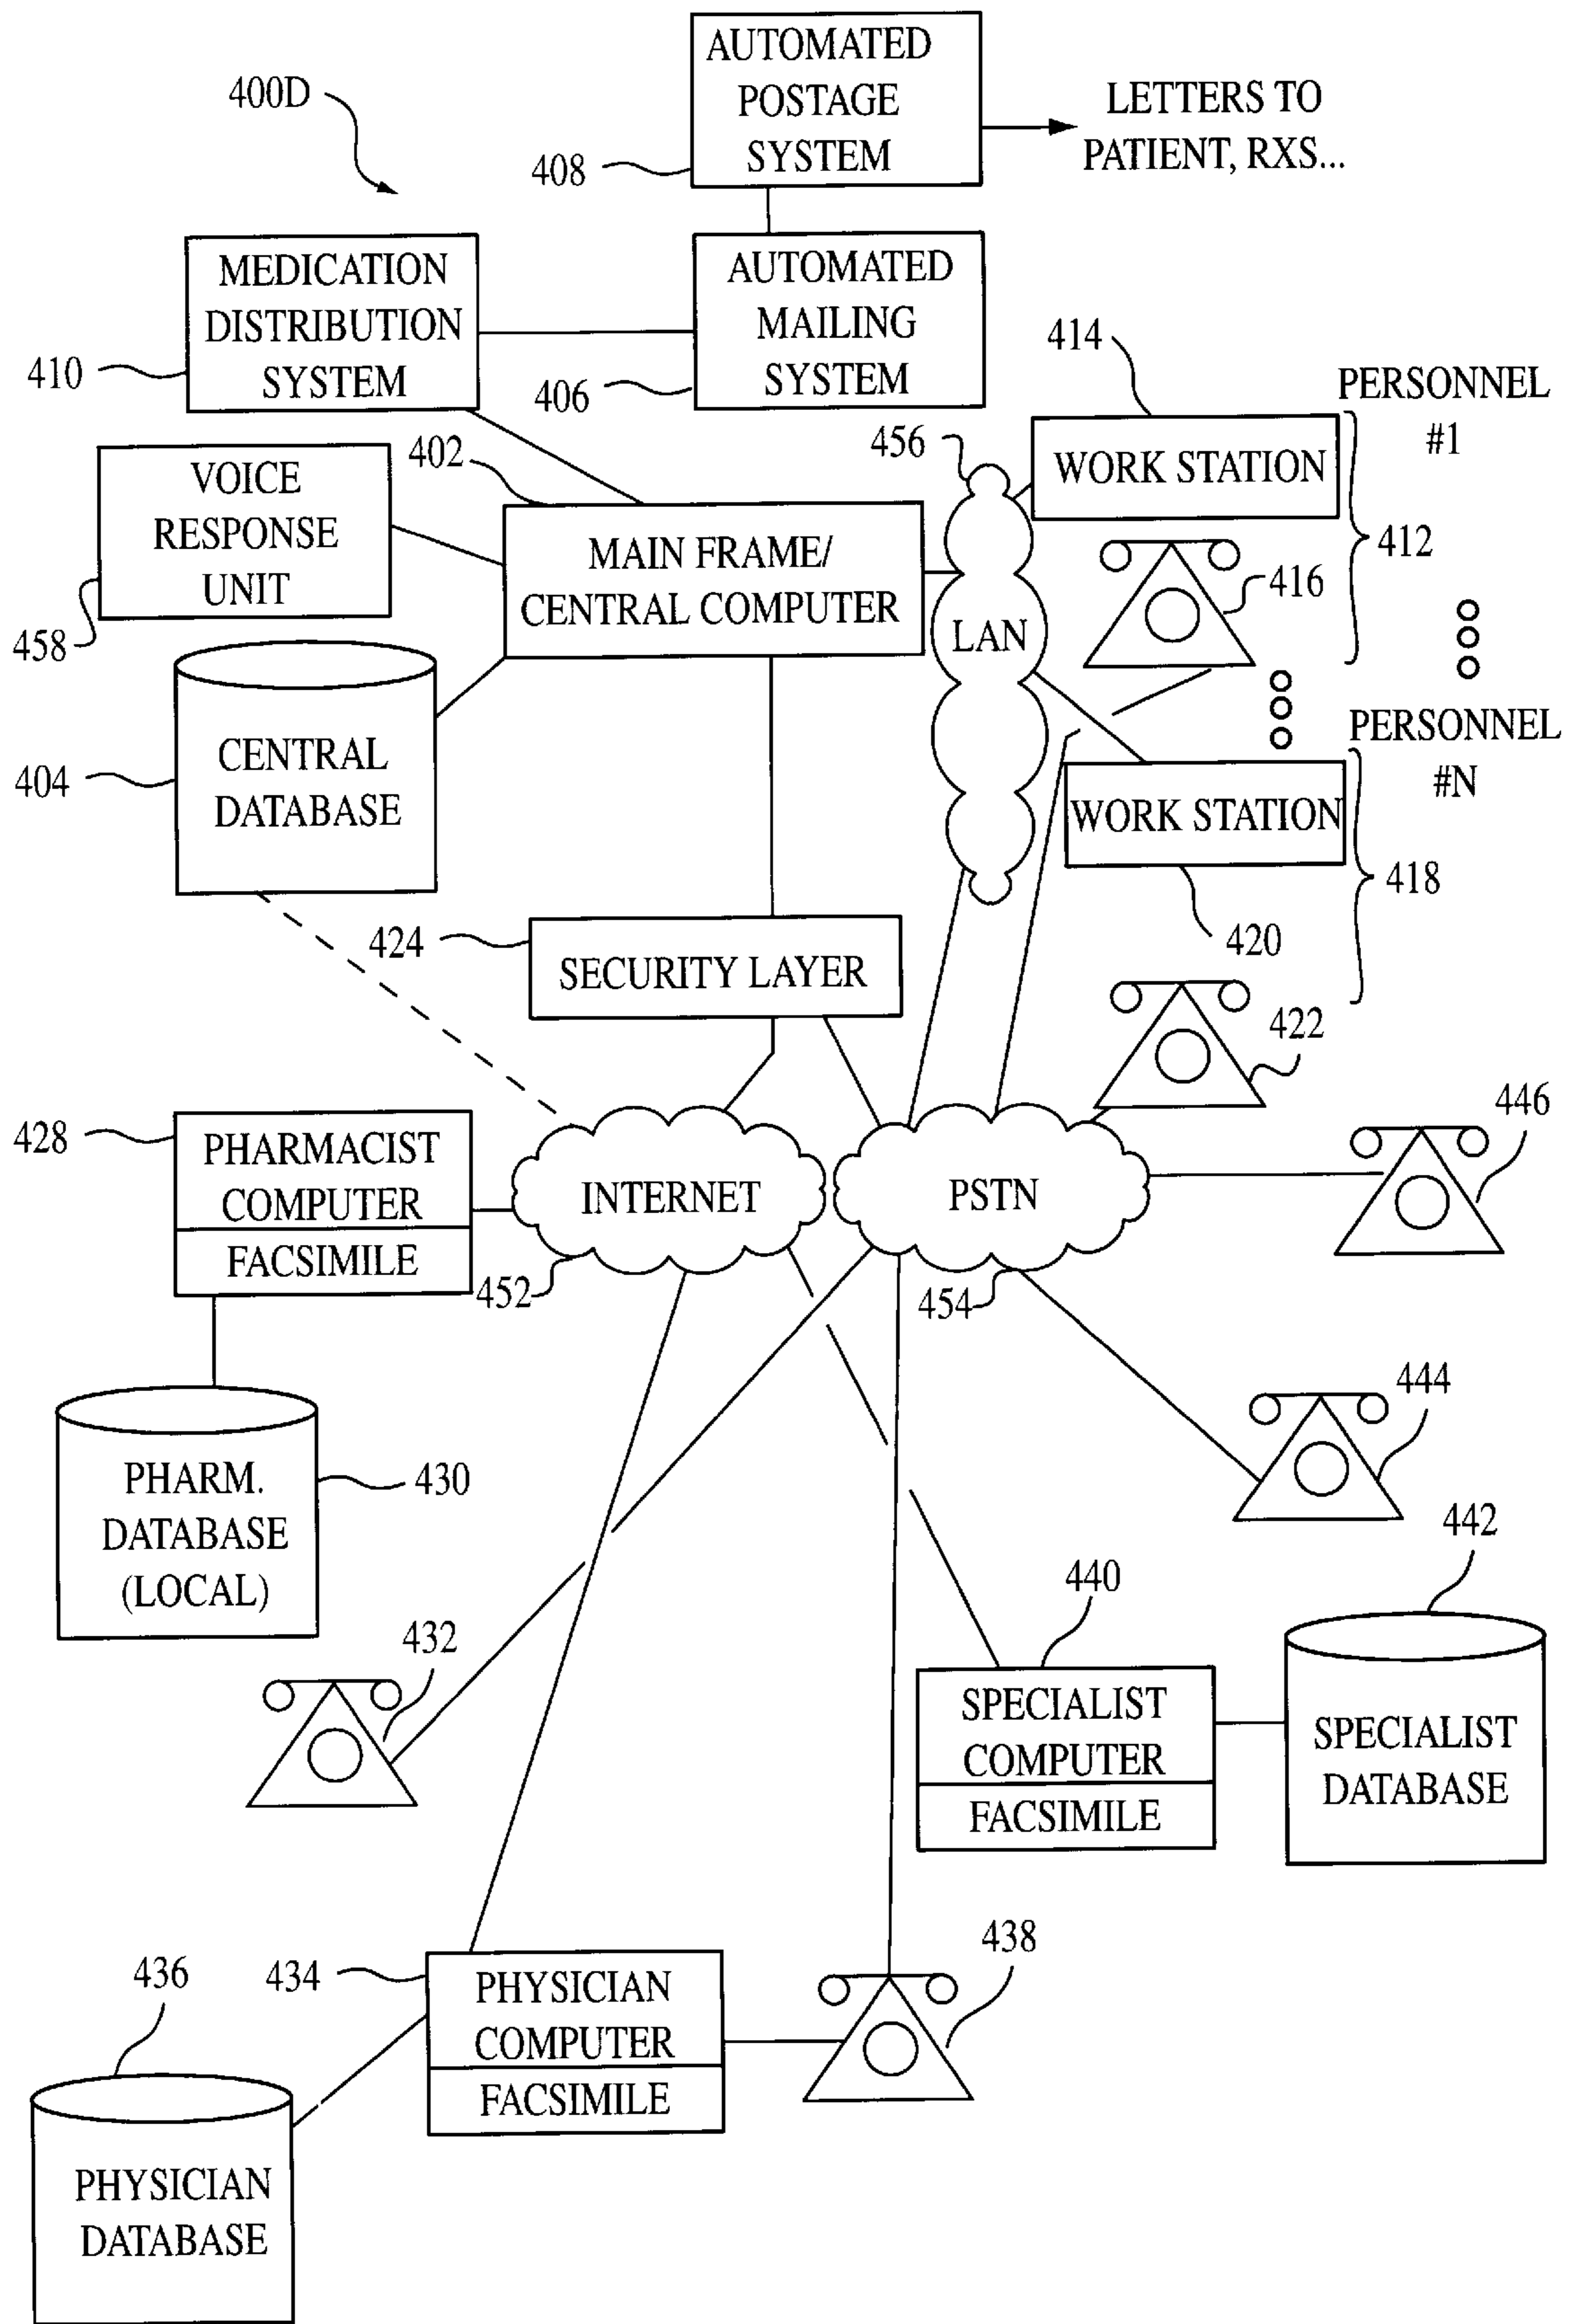 AUTOMATED
POSTAGE
SYSTEM
400D
408
LETTERS TO
PATIENT, RXS...
MEDICATION
DISTRIBUTION
SYSTEM
410
AUTOMATED
MAILING
SYSTEM
406
414
PERSONNEL
#1
WORK STATION
412
416
402
456
VOICE
RESPONSE
UNIT
458
MAIN FRAME/
CENTRAL COMPUTER
LAN
CENTRAL
DATABASE
404
PERSONNEL
#N
WORK STATION
418
420
424
SECURITY LAYER
422
446
428
PHARMACIST
COMPUTER
FACSIMILE
INTERNET
452
PSTN
454
444
PHARM.
DATABASE
(LOCAL)
430
442
440
432
SPECIALIST
COMPUTER
FACSIMILE
SPECIALIST
DATABASE
438
436
434
PHYSICIAN
COMPUTER
FACSIMILE
PHYSICIAN
DATABASE